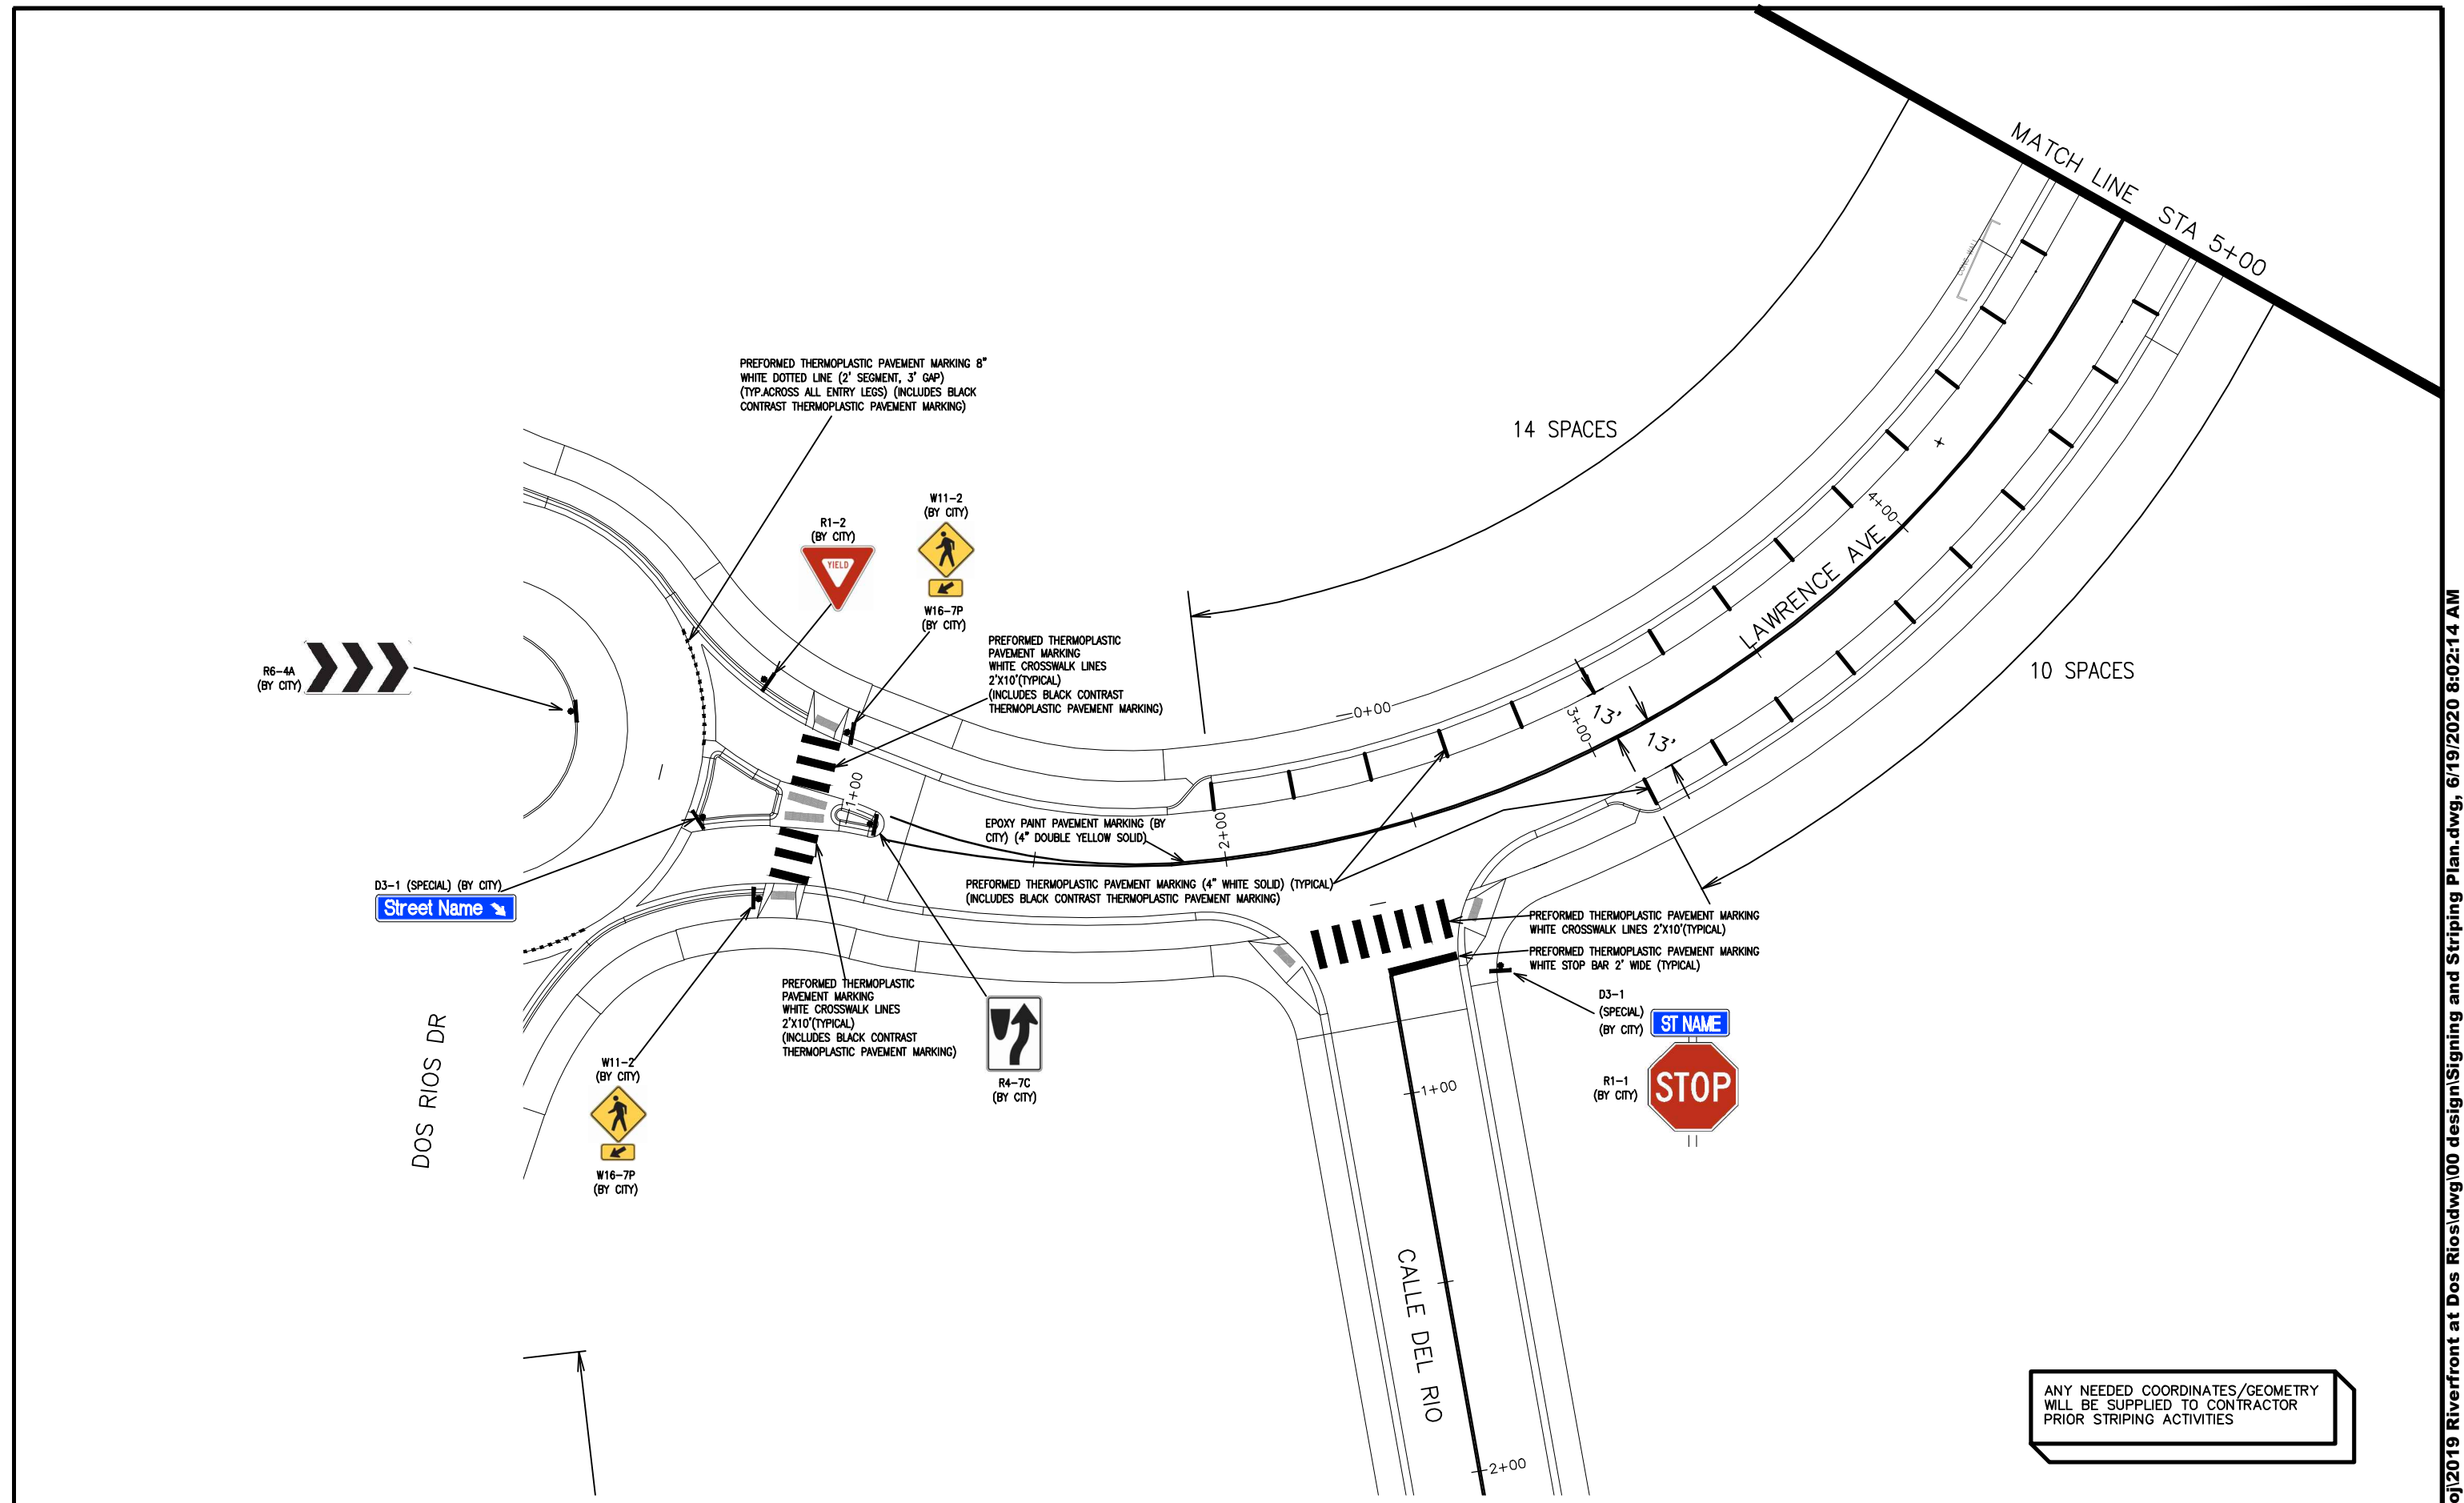 MATCH LINE STA 5+00
PREFORMED THERMOPLASTIC PAVEMENT MARKING 8"
WHITE DOTTED LINE (2' SEGMENT, 3' GAP)
(TYP.ACROSS ALL ENTRY LEGS) (INCLUDES BLACK
CONTRAST THERMOPLASTIC PAVEMENT MARKING)
14 SPACES
W11-2
(BY CITY)
R1-2
(BY CITY)
YIELD
W16-7P
(BY CITY)
4+00
LAWRENCE AVE
PREFORMED THERMOPLASTIC
PAVEMENT MARKING
WHITE CROSSWALK LINES
2'X10'(TYPICAL)
(INCLUDES BLACK CONTRAST
THERMOPLASTIC PAVEMENT MARKING)
R6-4A
(BY CITY)
10 SPACES
0+00
3+00
13'
13'
1+00
2+00
EPOXY PAINT PAVEMENT MARKING (BY
CITY) (4" DOUBLE YELLOW SOLID)
PREFORMED THERMOPLASTIC PAVEMENT MARKING (4" WHITE SOLID) (TYPICAL)
(INCLUDES BLACK CONTRAST THERMOPLASTIC PAVEMENT MARKING)
D3-1 (SPECIAL) (BY CITY)
Street Name
PREFORMED THERMOPLASTIC PAVEMENT MARKING
WHITE CROSSWALK LINES 2'X10'(TYPICAL)
PREFORMED THERMOPLASTIC PAVEMENT MARKING
WHITE STOP BAR 2' WIDE (TYPICAL)
PREFORMED THERMOPLASTIC
PAVEMENT MARKING
WHITE CROSSWALK LINES
2'X10'(TYPICAL)
(INCLUDES BLACK CONTRAST
THERMOPLASTIC PAVEMENT MARKING)
D3-1
(SPECIAL)
(BY CITY)
ST NAME
R1-1
(BY CITY)
STOP
R4-7C
(BY CITY)
DOS RIOS DR
W11-2
(BY CITY)
W16-7P
(BY CITY)
1+00
CALLE DEL RIO
2+00
ANY NEEDED COORDINATES/GEOMETRY
WILL BE SUPPLIED TO CONTRACTOR
PRIOR STRIPING ACTIVITIES
oj\2019 Riverfront at Dos Rios\dwg\00 design\Signing and Striping Plan.dwg, 6/19/2020 8:02:14 AM